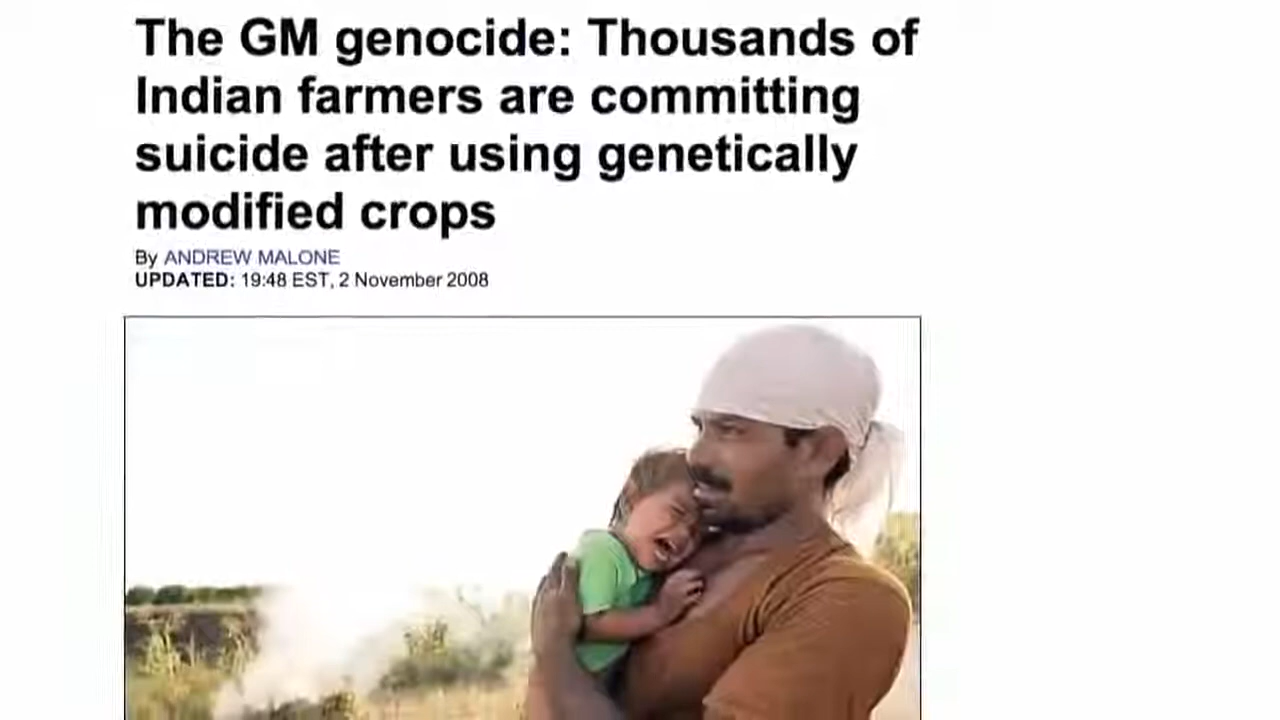 The GM genocide: Thousands of
Indian farmers are committing
suicide after using genetically
modified crops
By ANDREW MALONE
UPDATED: 19:48 EST, 2 November 2008